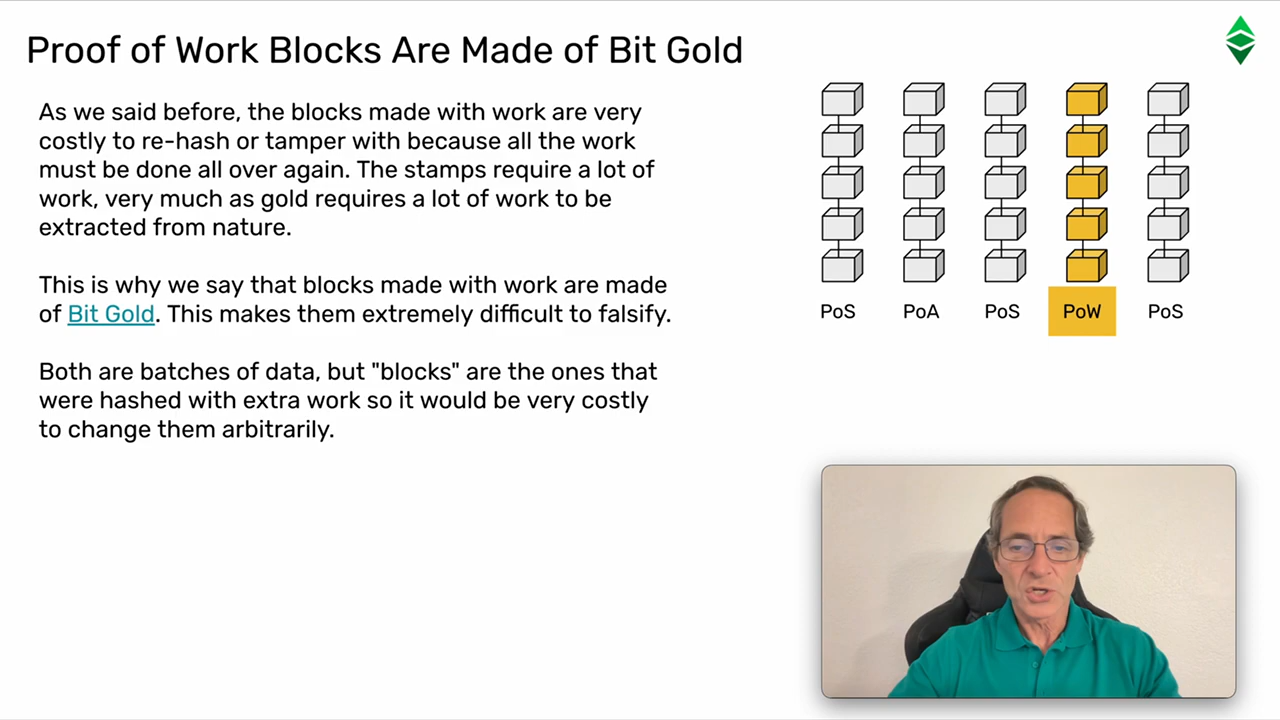 Proof of Work Blocks Are Made of Bit Gold
As we said before, the blocks made with work are very
costly to re-hash or tamper with because all the work
must be done all over again. The stamps require a lot of
work, very much as gold requires a lot of work to be
extracted from nature.
This is why we say that blocks made with work are made
of Bit Gold. This makes them extremely difficult to falsify.
Both are batches of data, but "blocks" are the ones that
were hashed with extra work so it would be very costly
to change them arbitrarily.
PoS PoA PoS PoW PoS